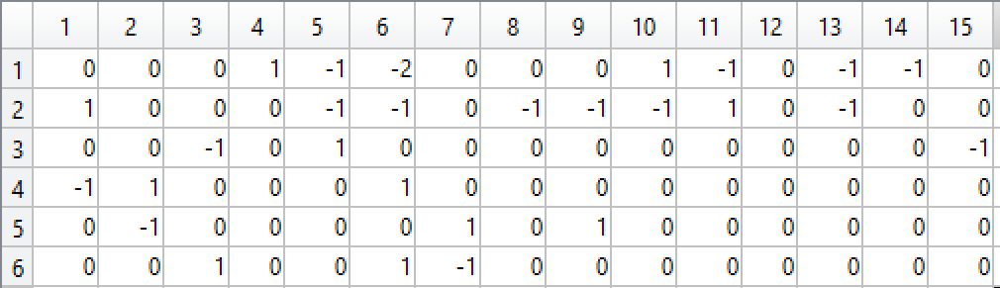 1 2 3 4 5 6 7 8 9 10 11 12 13 14 15
1 0 0 0 1 -1 -2 0 0 0 1 -1 0 -1 -1 0
2 1 0 0 0 -1 -1 0 -1 -1 -1 1 0 -1 0 0
3 0 0 -1 0 1 0 0 0 0 0 0 0 0 0 -1
4 -1 1 0 0 0 1 0 0 0 0 0 0 0 0 0
5 0 -1 0 0 0 0 1 0 1 0 0 0 0 0 0
6 0 0 1 0 0 1 -1 0 0 0 0 0 0 0 0